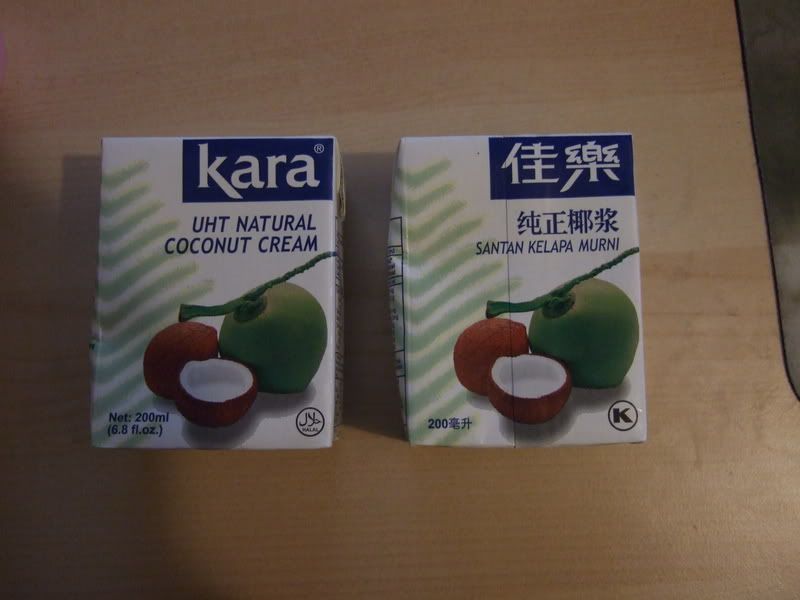 kara®
UHT NATURAL
COCONUT CREAM
Net: 200ml
(6.8 fl.oz.)
حلال
HALAL
佳樂
纯正椰浆
SANTAN KELAPA MURNI
200毫升
K